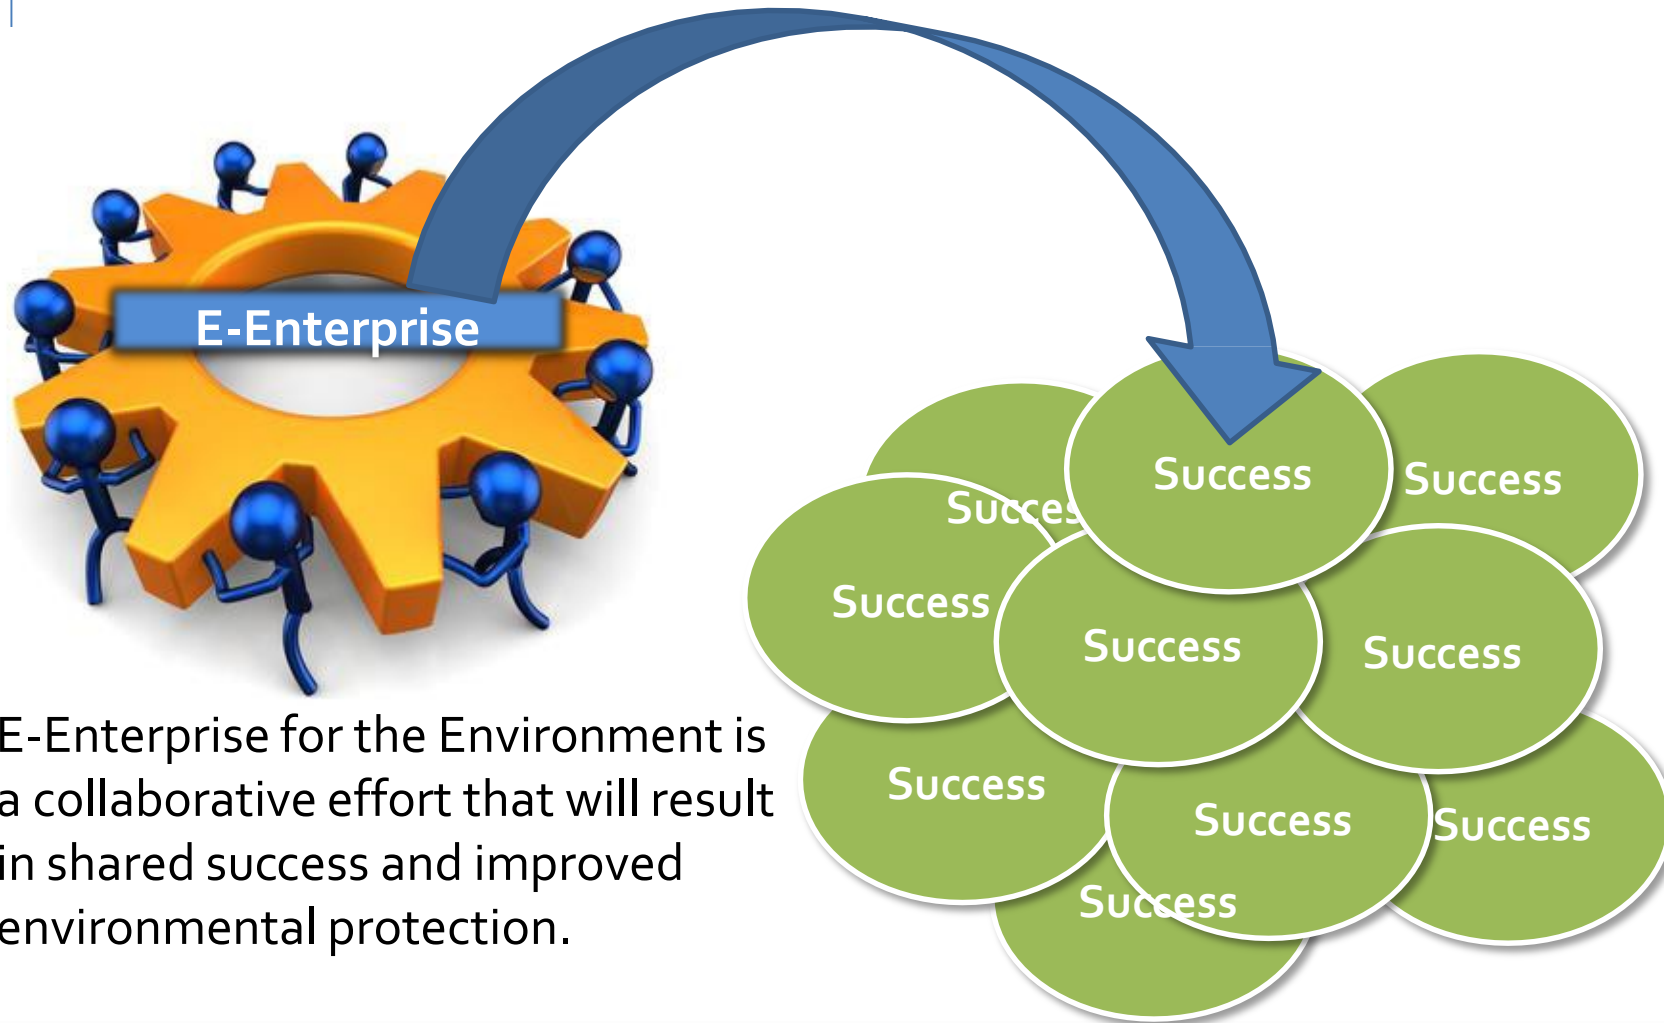 E-Enterprise
Success
Success
Succes
Success
Success
Success
Success
Success
Success
Success
E-Enterprise for the Environment is
a collaborative effort that will result
in shared success and improved
environmental protection.